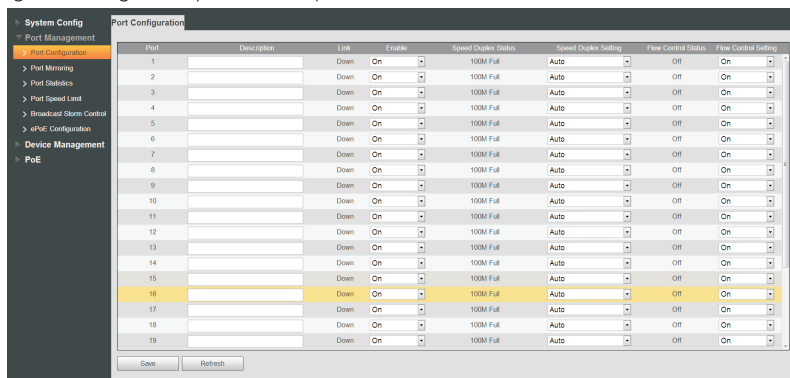 System Config
Port Management
Port Configuration
Port Mirroring
Port Statistics
Port Speed Limit
Broadcast Storm Control
ePoE Configuration
Device Management
PoE
Port Configuration
Port Description Link Enable Speed Duplex Status Speed Duplex Setting Flow Control Status Flow Control Setting
1 Down On 100M Full Auto Off On
2 Down On 100M Full Auto Off On
3 Down On 100M Full Auto Off On
4 Down On 100M Full Auto Off On
5 Down On 100M Full Auto Off On
6 Down On 100M Full Auto Off On
7 Down On 100M Full Auto Off On
8 Down On 100M Full Auto Off On
9 Down On 100M Full Auto Off On
10 Down On 100M Full Auto Off On
11 Down On 100M Full Auto Off On
12 Down On 100M Full Auto Off On
13 Down On 100M Full Auto Off On
14 Down On 100M Full Auto Off On
15 Down On 100M Full Auto Off On
16 Down On 100M Full Auto Off On
17 Down On 100M Full Auto Off On
18 Down On 100M Full Auto Off On
19 Down On 100M Full Auto Off On
Save Refresh